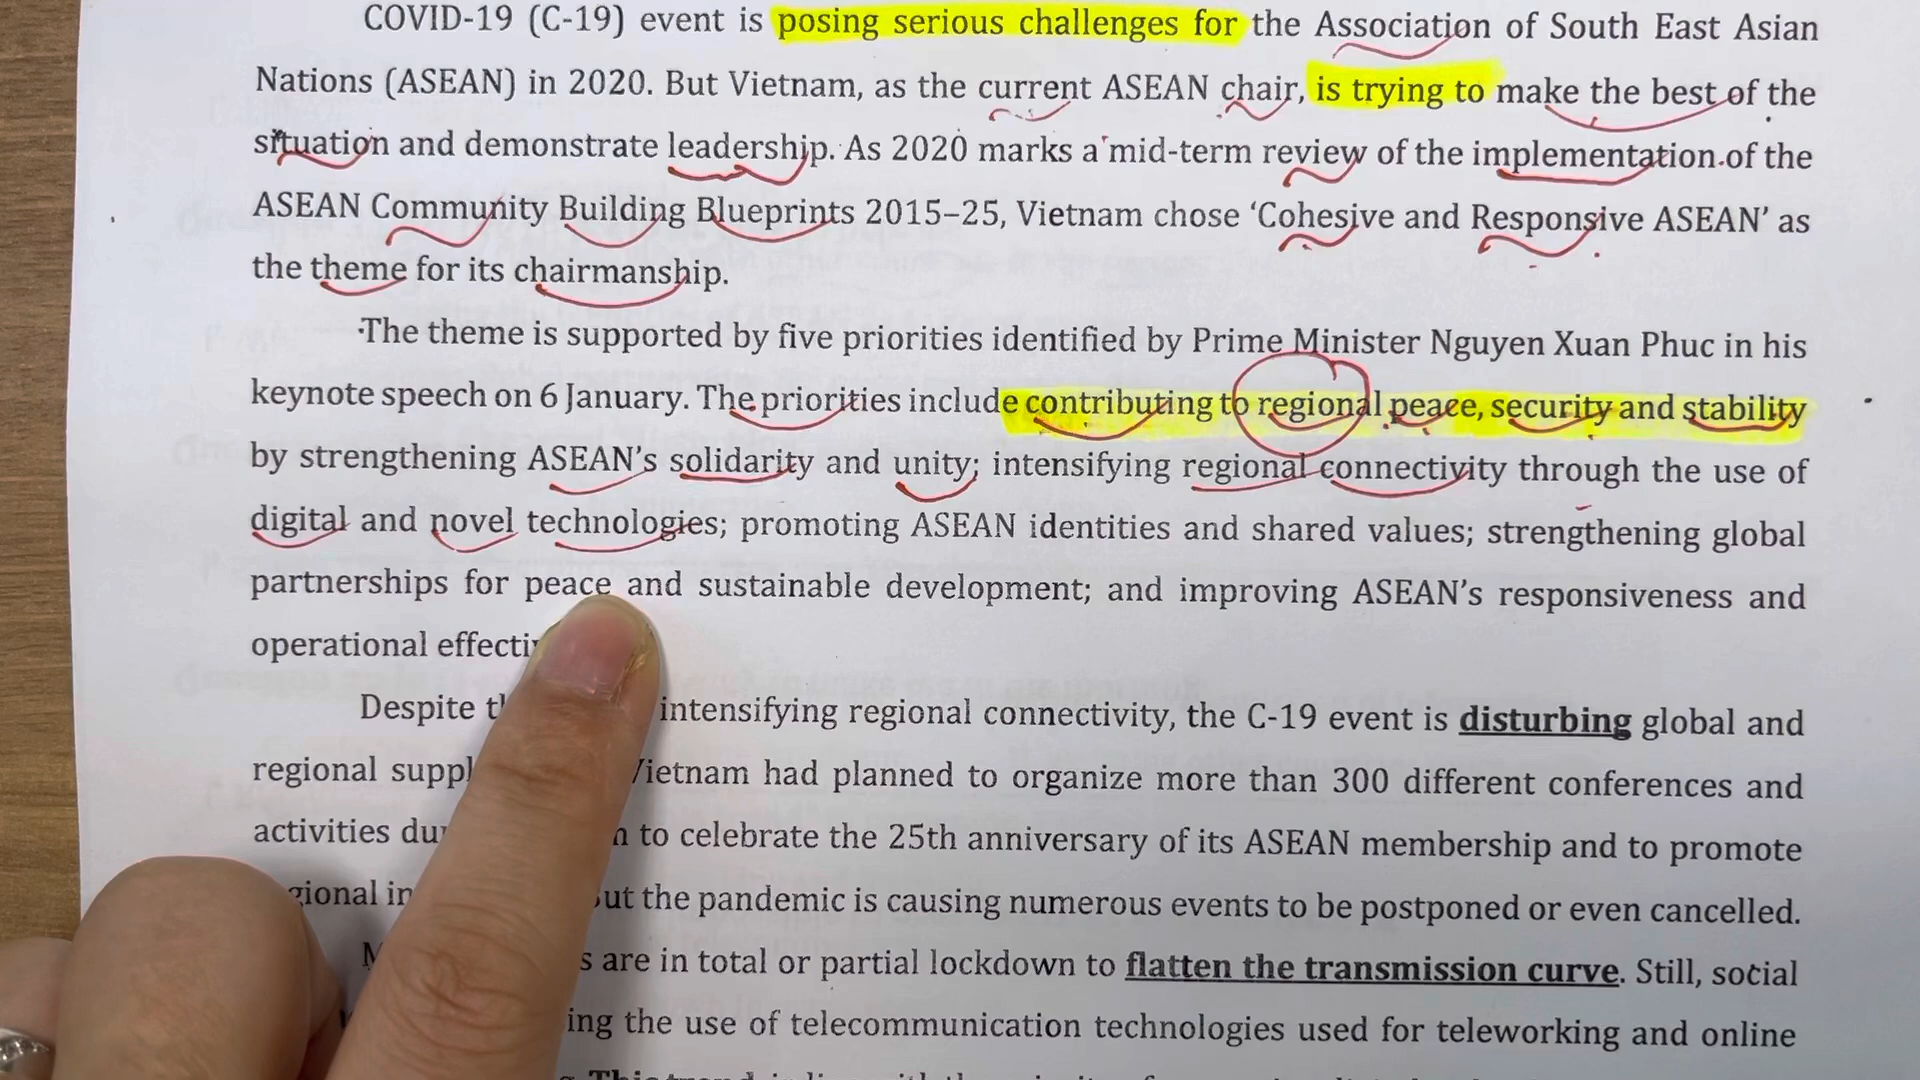 COVID-19 (C-19) event is posing serious challenges for the Association of South East Asian
Nations (ASEAN) in 2020. But Vietnam, as the current ASEAN chair, is trying to make the best of the
situation and demonstrate leadership. As 2020 marks a mid-term review of the implementation of the
ASEAN Community Building Blueprints 2015–25, Vietnam chose ‘Cohesive and Responsive ASEAN’ as
the theme for its chairmanship.
The theme is supported by five priorities identified by Prime Minister Nguyen Xuan Phuc in his
keynote speech on 6 January. The priorities include contributing to regional peace, security and stability
by strengthening ASEAN’s solidarity and unity; intensifying regional connectivity through the use of
digital and novel technologies; promoting ASEAN identities and shared values; strengthening global
partnerships for peace and sustainable development; and improving ASEAN’s responsiveness and
operational
Despite intensifying regional connectivity, the C-19 event is disturbing global and
regional Vietnam had planned to organize more than 300 different conferences and
activities to celebrate the 25th anniversary of its ASEAN membership and to promote
the pandemic is causing numerous events to be postponed or even cancelled.
are in total or partial lockdown to flatten the transmission curve. Still, social
the use of telecommunication technologies used for teleworking and online